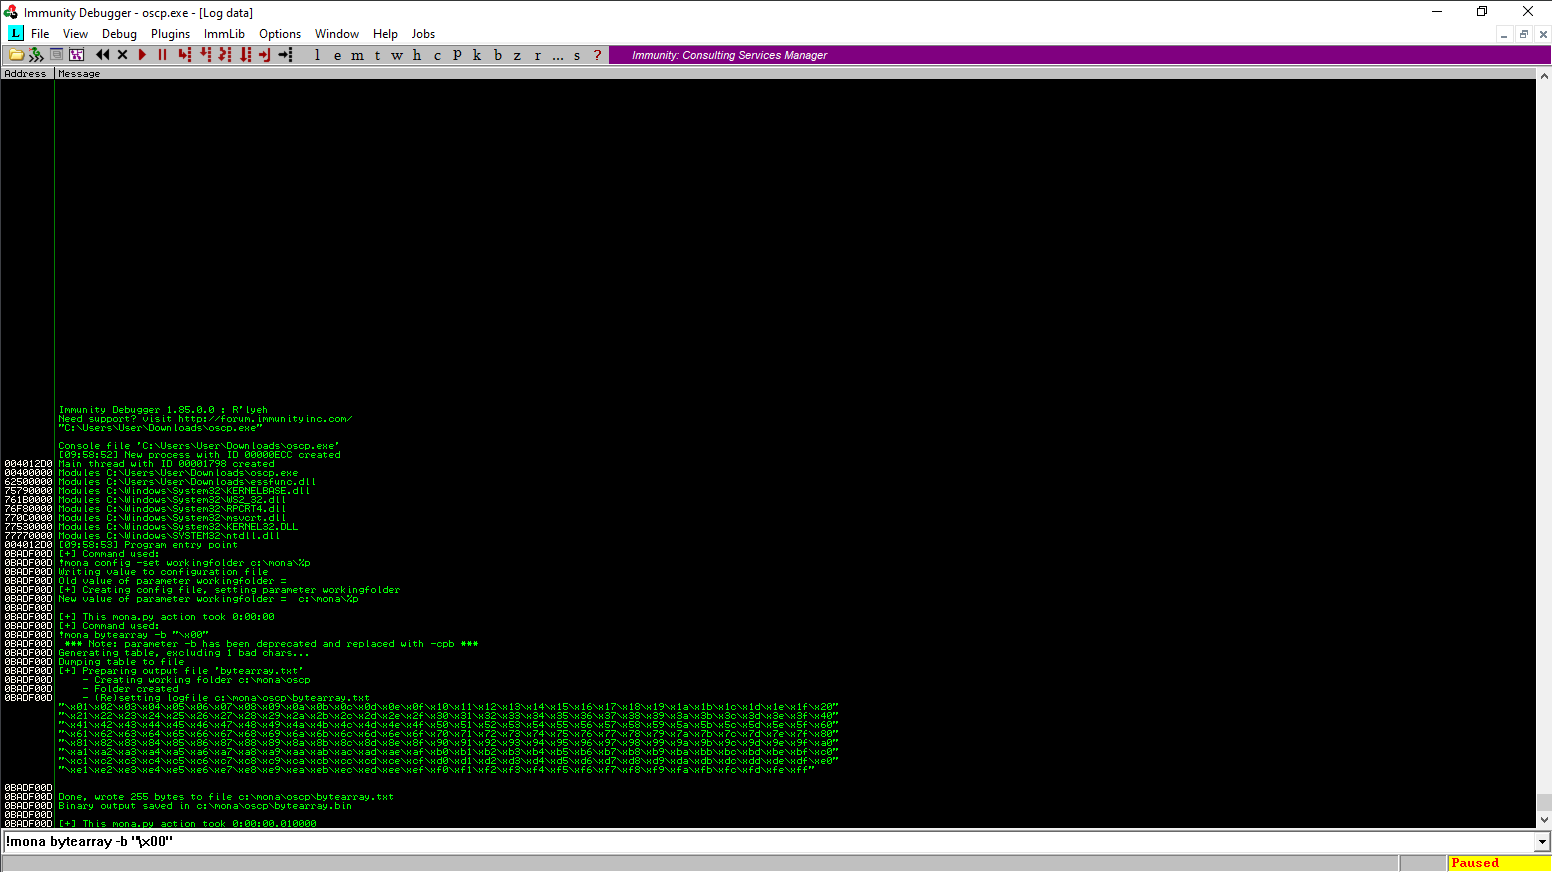 Immunity Debugger - oscp.exe - [Log data]
L File View Debug Plugins ImmLib Options Window Help Jobs
l e m t w h c P k b z r ... s ? Immunity: Consulting Services Manager
Address Message
Immunity Debugger 1.85.0.0 : R'lyeh
Need support? visit http://forum.immunityinc.com/
"C:\Users\User\Downloads\oscp.exe"
Console file 'C:\Users\User\Downloads\oscp.exe'
[09:58:52] New process with ID 00000ECC created
004012D0 Main thread with ID 00001798 created
00400000 Modules C:\Users\User\Downloads\oscp.exe
62500000 Modules C:\Users\User\Downloads\essfunc.dll
75790000 Modules C:\Windows\System32\KERNELBASE.dll
761B0000 Modules C:\Windows\System32\WS2_32.dll
76F80000 Modules C:\Windows\System32\RPCRT4.dll
770C0000 Modules C:\Windows\System32\msvcrt.dll
77530000 Modules C:\Windows\System32\KERNEL32.DLL
77770000 Modules C:\Windows\SYSTEM32\ntdll.dll
004012D0 [09:58:53] Program entry point
0BADF00D [+] Command used:
0BADF00D !mona config -set workingfolder c:\mona\%p
0BADF00D Writing value to configuration file
0BADF00D Old value of parameter workingfolder =
0BADF00D [+] Creating config file, setting parameter workingfolder
0BADF00D New value of parameter workingfolder =  c:\mona\%p
0BADF00D
0BADF00D [+] This mona.py action took 0:00:00
0BADF00D [+] Command used:
0BADF00D !mona bytearray -b "\x00"
0BADF00D *** Note: parameter -b has been deprecated and replaced with -cpb ***
0BADF00D Generating table, excluding 1 bad chars...
0BADF00D Dumping table to file
0BADF00D [+] Preparing output file 'bytearray.txt'
0BADF00D - Creating working folder c:\mona\oscp
0BADF00D - Folder created
0BADF00D - (Re)setting logfile c:\mona\oscp\bytearray.txt
"\x01\x02\x03\x04\x05\x06\x07\x08\x09\x0a\x0b\x0c\x0d\x0e\x0f\x10\x11\x12\x13\x14\x15\x16\x17\x18\x19\x1a\x1b\x1c\x1d\x1e\x1f\x20"
"\x21\x22\x23\x24\x25\x26\x27\x28\x29\x2a\x2b\x2c\x2d\x2e\x2f\x30\x31\x32\x33\x34\x35\x36\x37\x38\x39\x3a\x3b\x3c\x3d\x3e\x3f\x40"
"\x41\x42\x43\x44\x45\x46\x47\x48\x49\x4a\x4b\x4c\x4d\x4e\x4f\x50\x51\x52\x53\x54\x55\x56\x57\x58\x59\x5a\x5b\x5c\x5d\x5e\x5f\x60"
"\x61\x62\x63\x64\x65\x66\x67\x68\x69\x6a\x6b\x6c\x6d\x6e\x6f\x70\x71\x72\x73\x74\x75\x76\x77\x78\x79\x7a\x7b\x7c\x7d\x7e\x7f\x80"
"\x81\x82\x83\x84\x85\x86\x87\x88\x89\x8a\x8b\x8c\x8d\x8e\x8f\x90\x91\x92\x93\x94\x95\x96\x97\x98\x99\x9a\x9b\x9c\x9d\x9e\x9f\xa0"
"\xa1\xa2\xa3\xa4\xa5\xa6\xa7\xa8\xa9\xaa\xab\xac\xad\xae\xaf\xb0\xb1\xb2\xb3\xb4\xb5\xb6\xb7\xb8\xb9\xba\xbb\xbc\xbd\xbe\xbf\xc0"
"\xc1\xc2\xc3\xc4\xc5\xc6\xc7\xc8\xc9\xca\xcb\xcc\xcd\xce\xcf\xd0\xd1\xd2\xd3\xd4\xd5\xd6\xd7\xd8\xd9\xda\xdb\xdc\xdd\xde\xdf\xe0"
"\xe1\xe2\xe3\xe4\xe5\xe6\xe7\xe8\xe9\xea\xeb\xec\xed\xee\xef\xf0\xf1\xf2\xf3\xf4\xf5\xf6\xf7\xf8\xf9\xfa\xfb\xfc\xfd\xfe\xff"
0BADF00D
0BADF00D Done, wrote 255 bytes to file c:\mona\oscp\bytearray.txt
0BADF00D Binary output saved in c:\mona\oscp\bytearray.bin
0BADF00D
0BADF00D [+] This mona.py action took 0:00:00.010000
!mona bytearray -b "\x00"
Paused